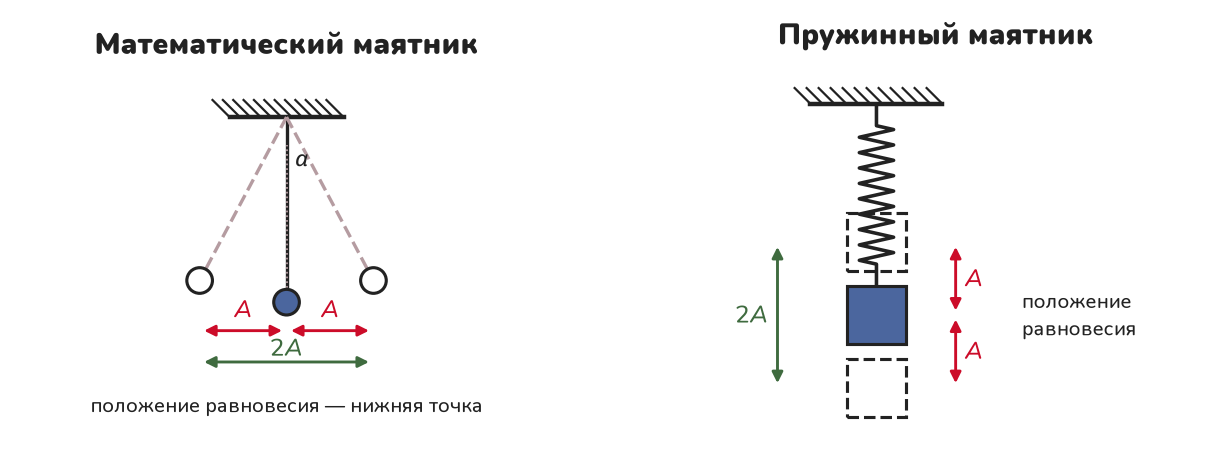 Математический маятник
α
A A
2A
положение равновесия — нижняя точка
Пружинный маятник
2A
A
A
положение
равновесия